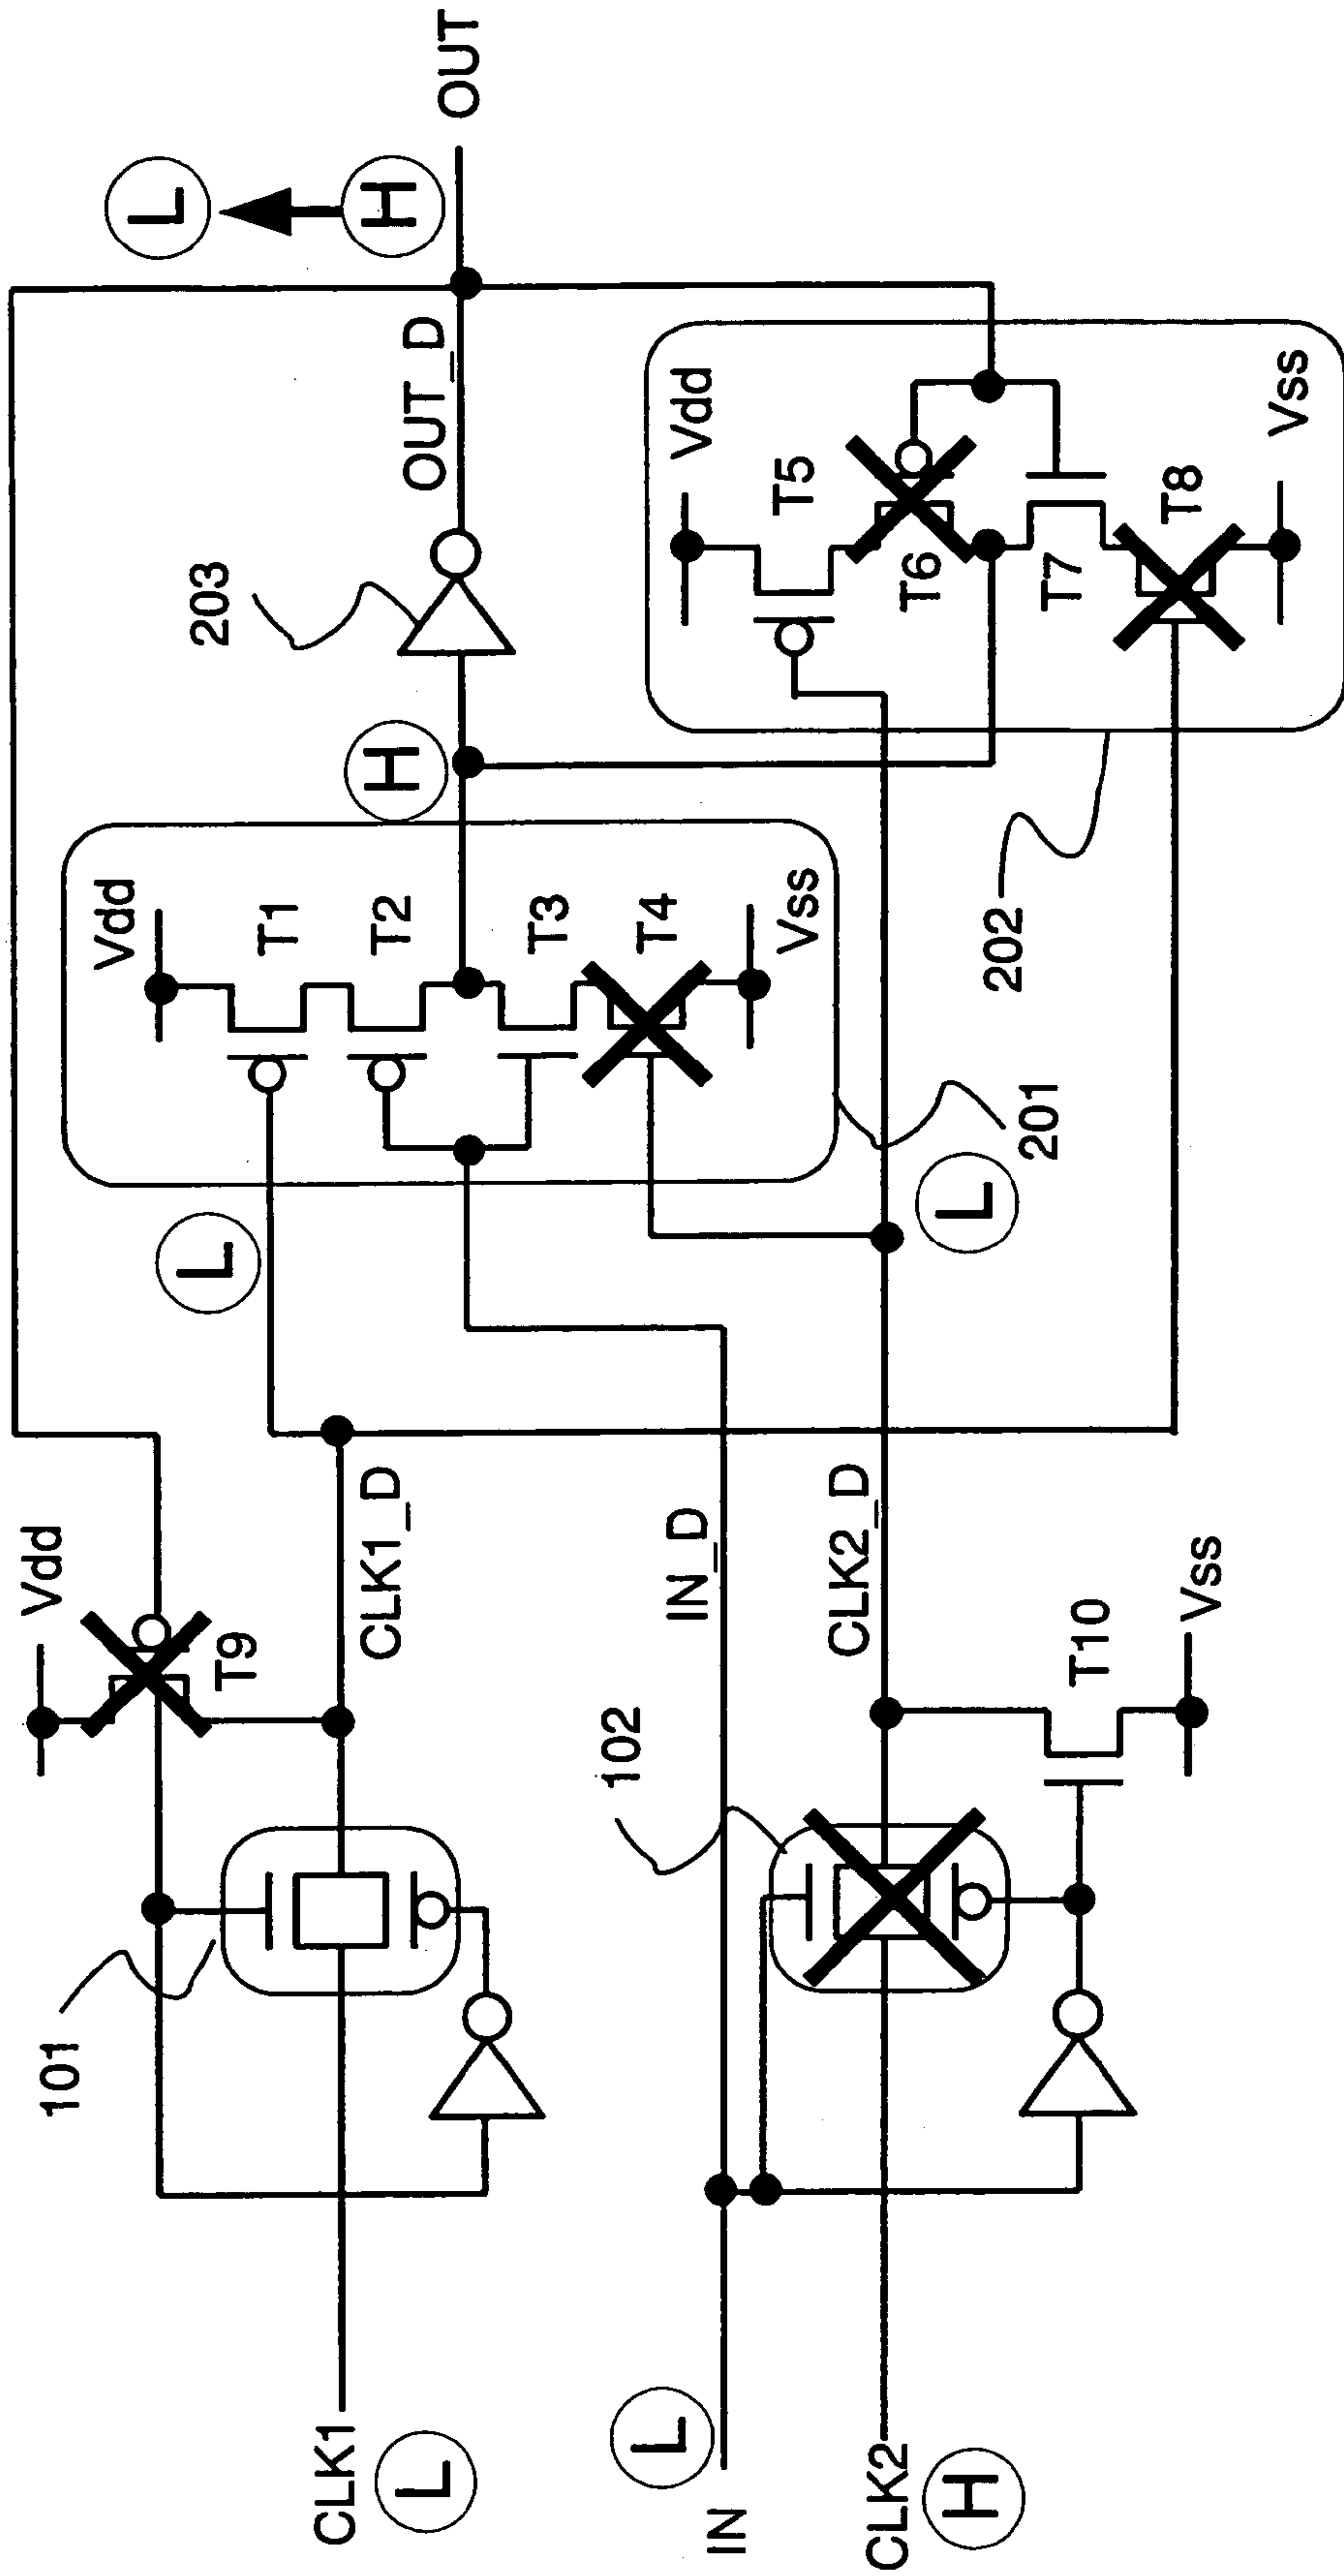 CLK1
L
IN
L
CLK2
H
101
Vdd
T9
CLK1_D
IN_D
102
CLK2_D
T10
Vss
L
Vdd
T1
T2
T3
T4
Vss
201
L
H
203
OUT_D
202
Vdd
T5
T6
T7
T8
Vss
L
H
OUT